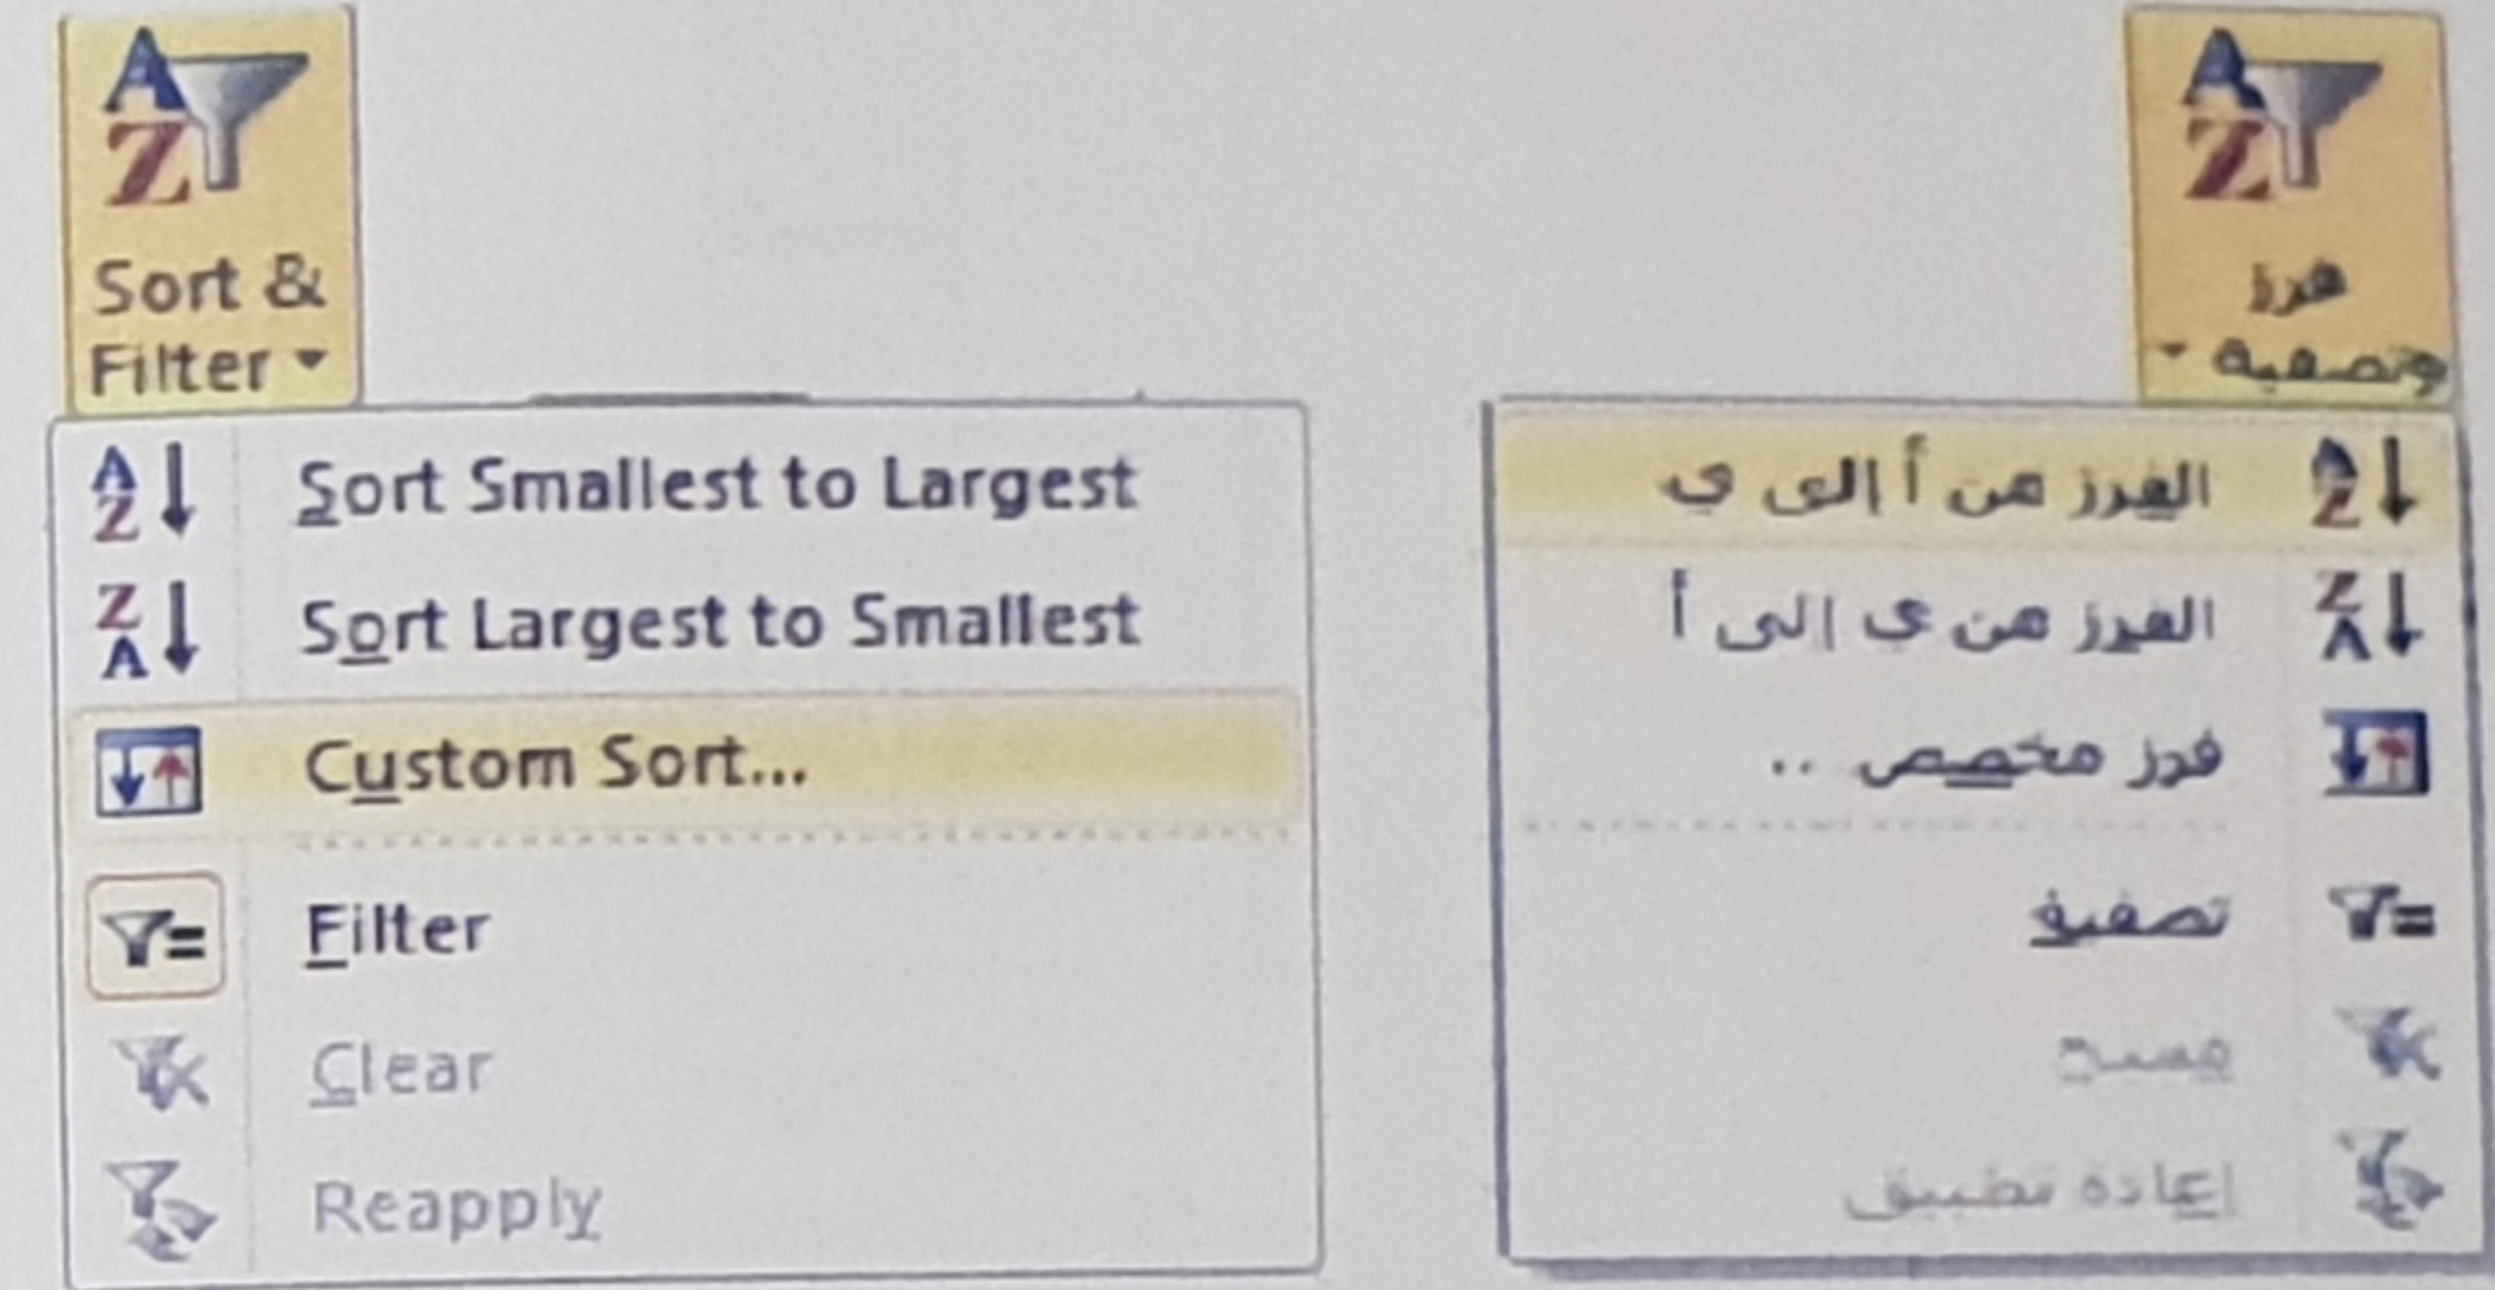 Sort &
Filter
Sort Smallest to Largest
Sort Largest to Smallest
Custom Sort...
Filter
Clear
Reapply
فرز
وتصفية
الفرز من أ إلى ي
الفرز من ي إلى أ
فرز مخصص ..
تصفية
مسح
إعادة تطبيق